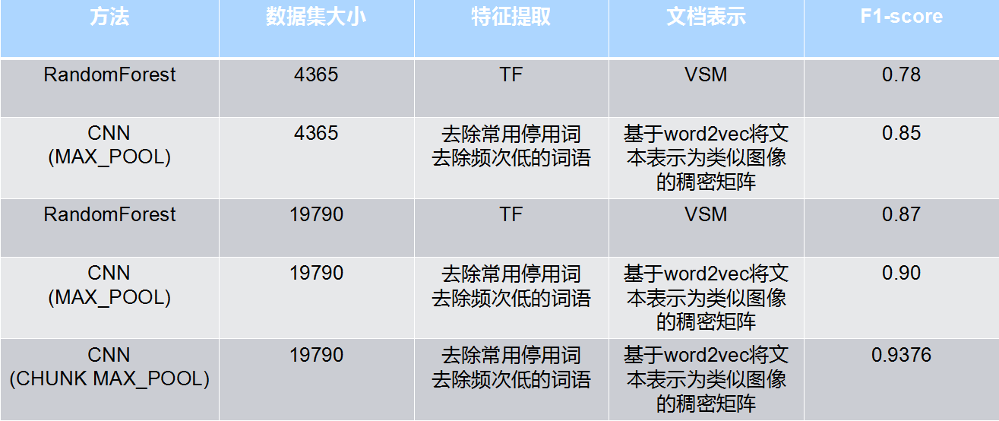 方法 数据集大小 特征提取 文档表示 F1-score
RandomForest 4365 TF VSM 0.78
CNN 4365 去除常用停用词 基于word2vec将文 0.85
(MAX_POOL) 去除频次低的词语 本表示为类似图像
的稠密矩阵
RandomForest 19790 TF VSM 0.87
CNN 19790 去除常用停用词 基于word2vec将文 0.90
(MAX_POOL) 去除频次低的词语 本表示为类似图像
的稠密矩阵
CNN 19790 去除常用停用词 基于word2vec将文 0.9376
(CHUNK MAX_POOL) 去除频次低的词语 本表示为类似图像
的稠密矩阵